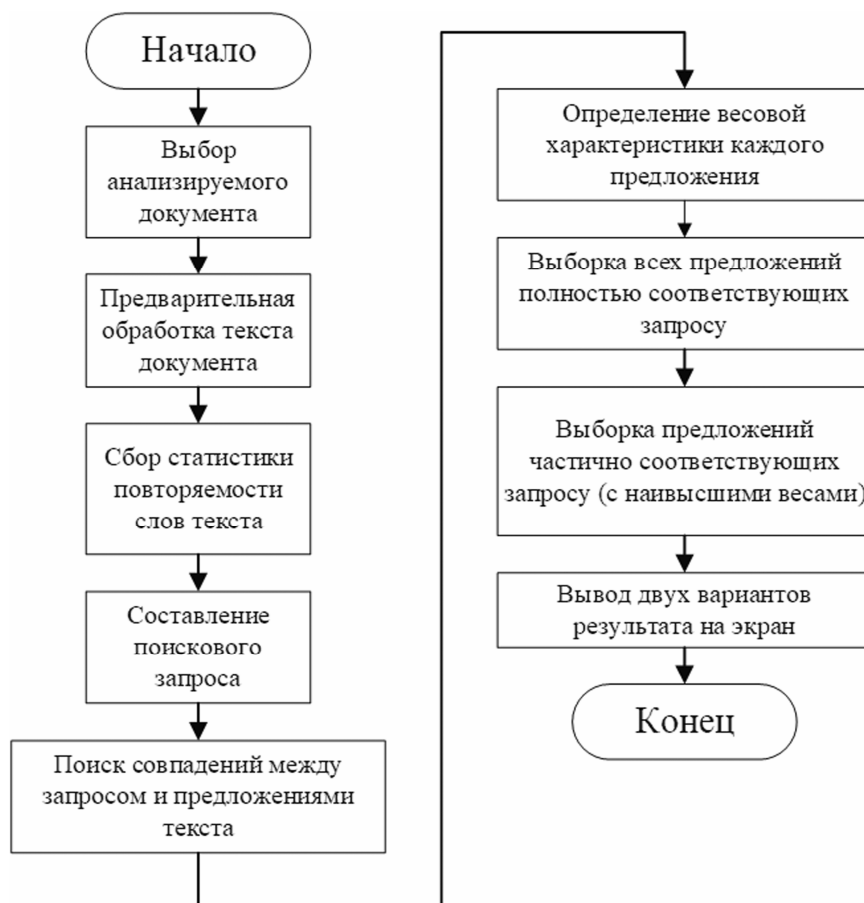 Начало
Выбор
анализируемого
документа
Предварительная
обработка текста
документа
Сбор статистики
повторяемости
слов текста
Составление
поискового
запроса
Поиск совпадений между
запросом и предложениями
текста
Определение весовой
характеристики каждого
предложения
Выборка всех предложений
полностью соответствующих
запросу
Выборка предложений
частично соответствующих
запросу (с наивысшими весами)
Вывод двух вариантов
результата на экран
Конец